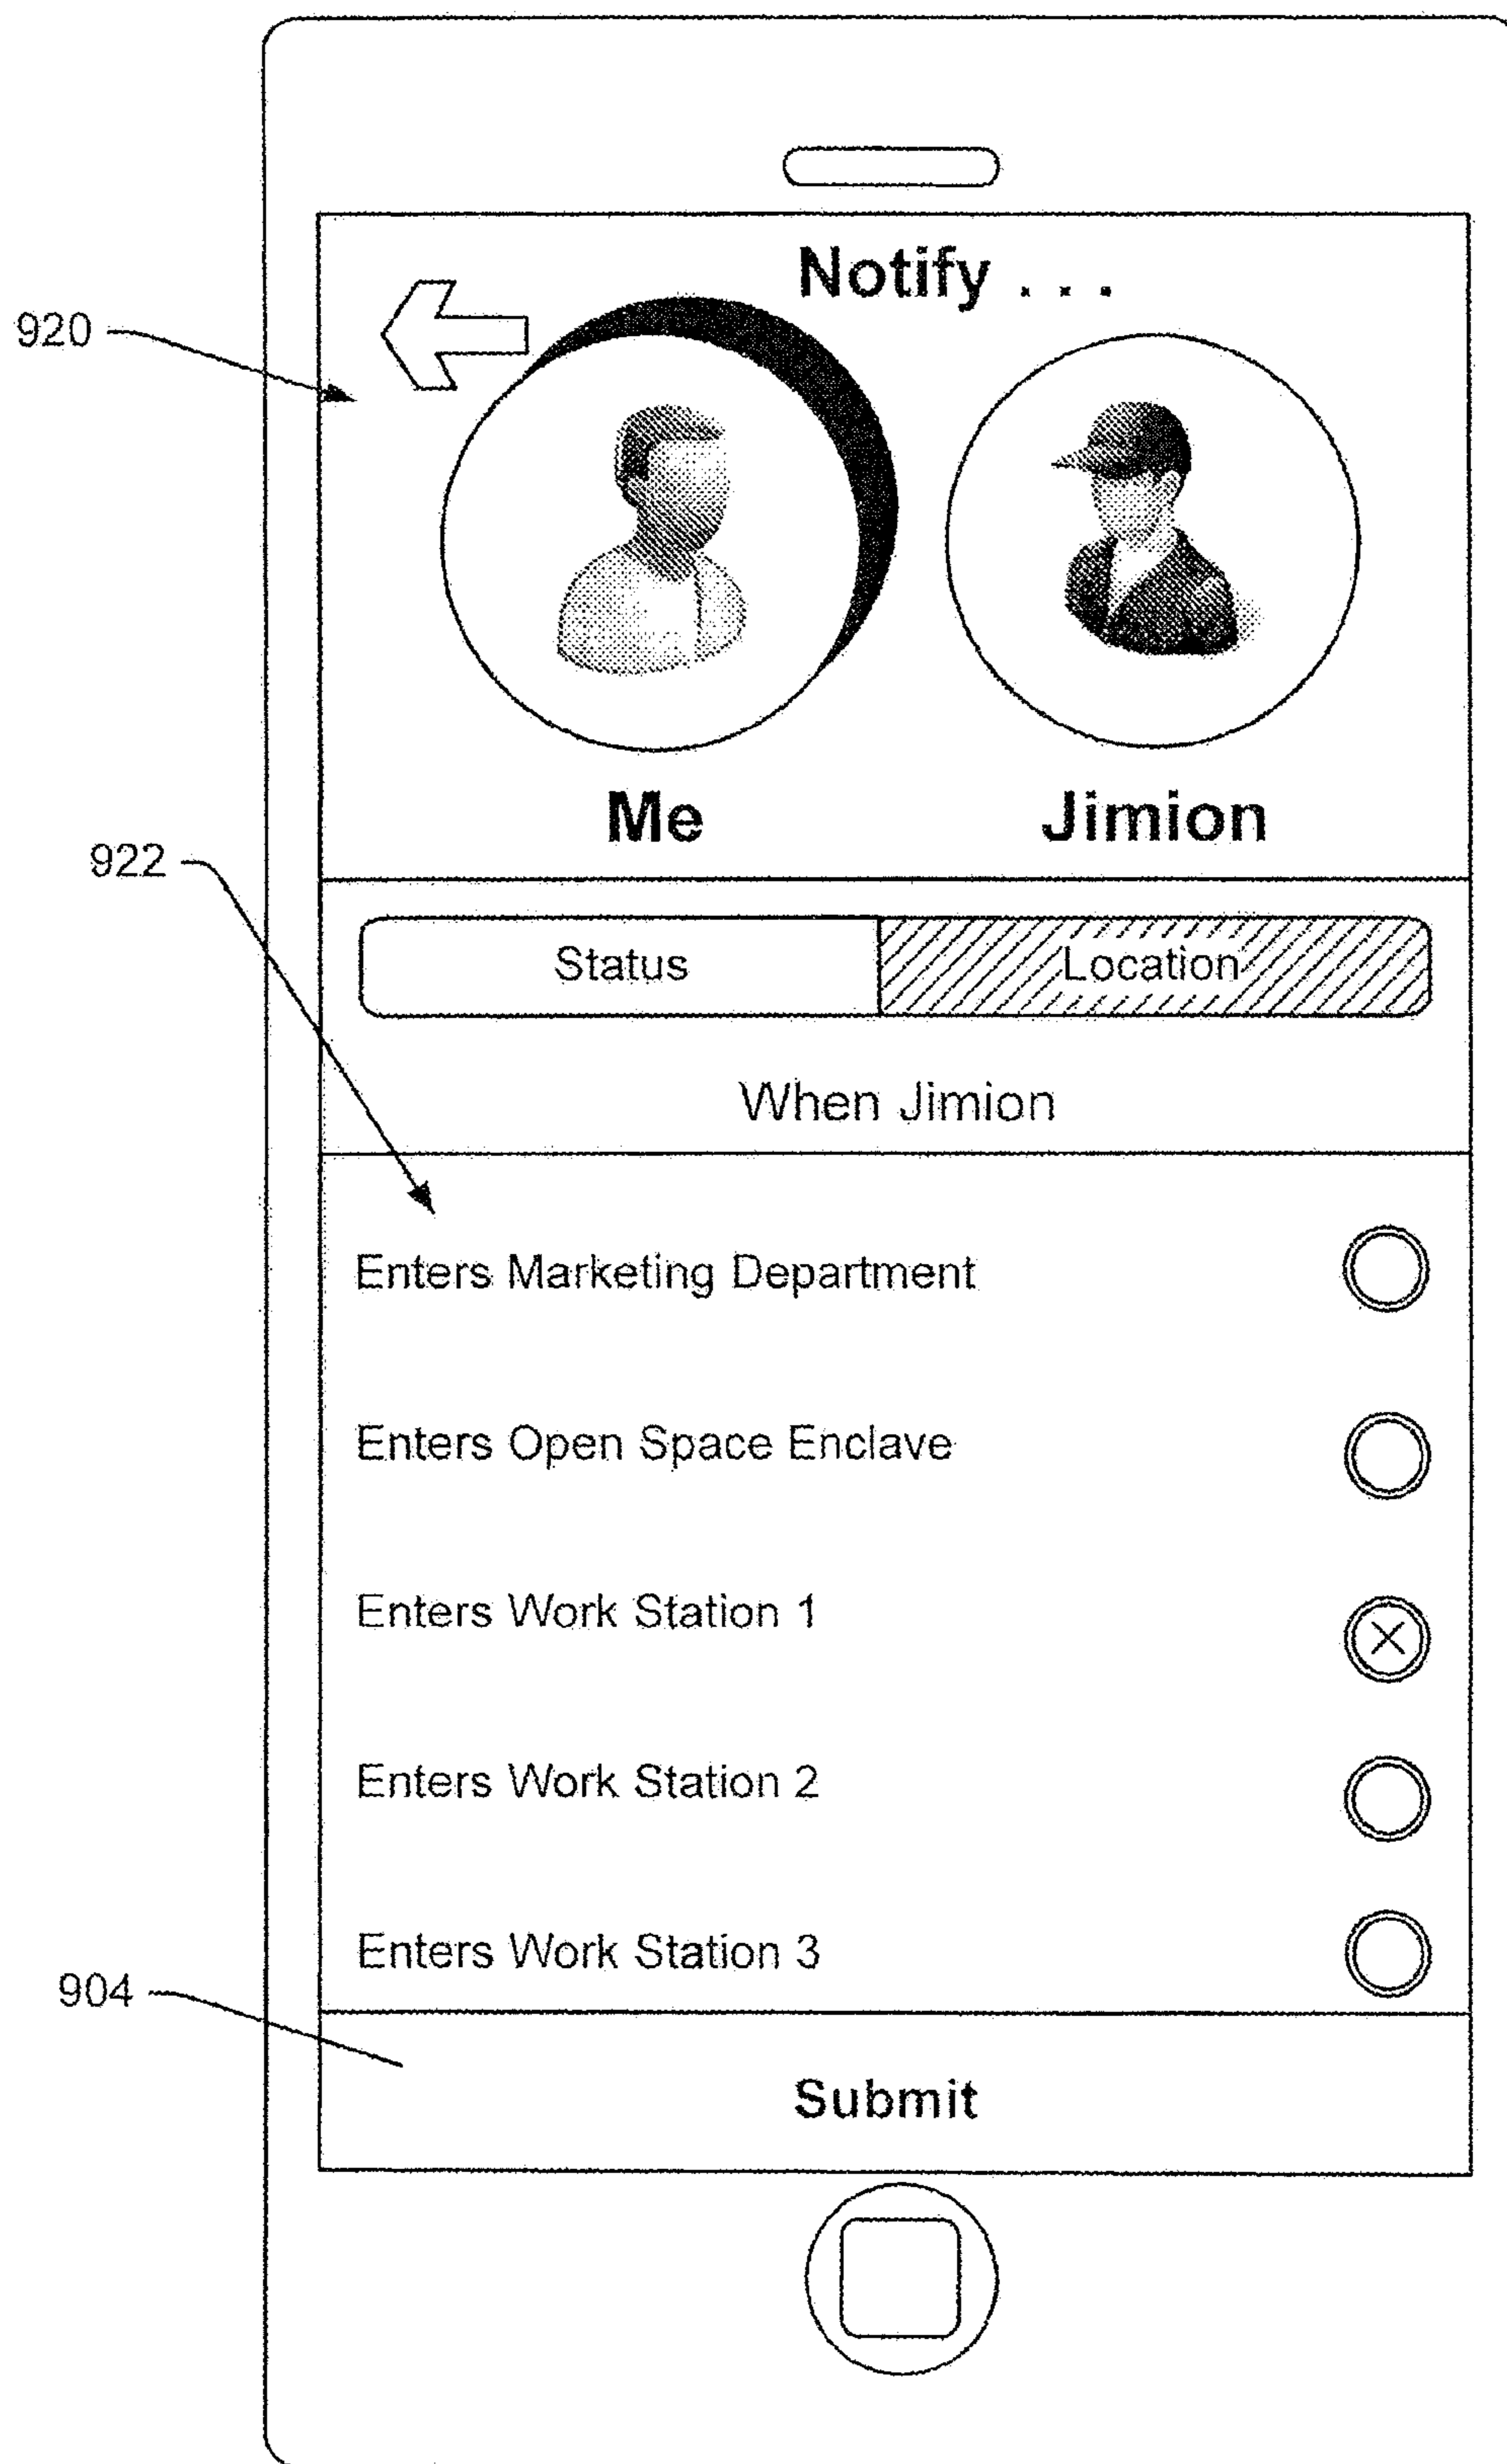 Notify . . .
920
Me Jimion
922
Status Location
When Jimion
Enters Marketing Department
Enters Open Space Enclave
Enters Work Station 1
Enters Work Station 2
Enters Work Station 3
904
Submit